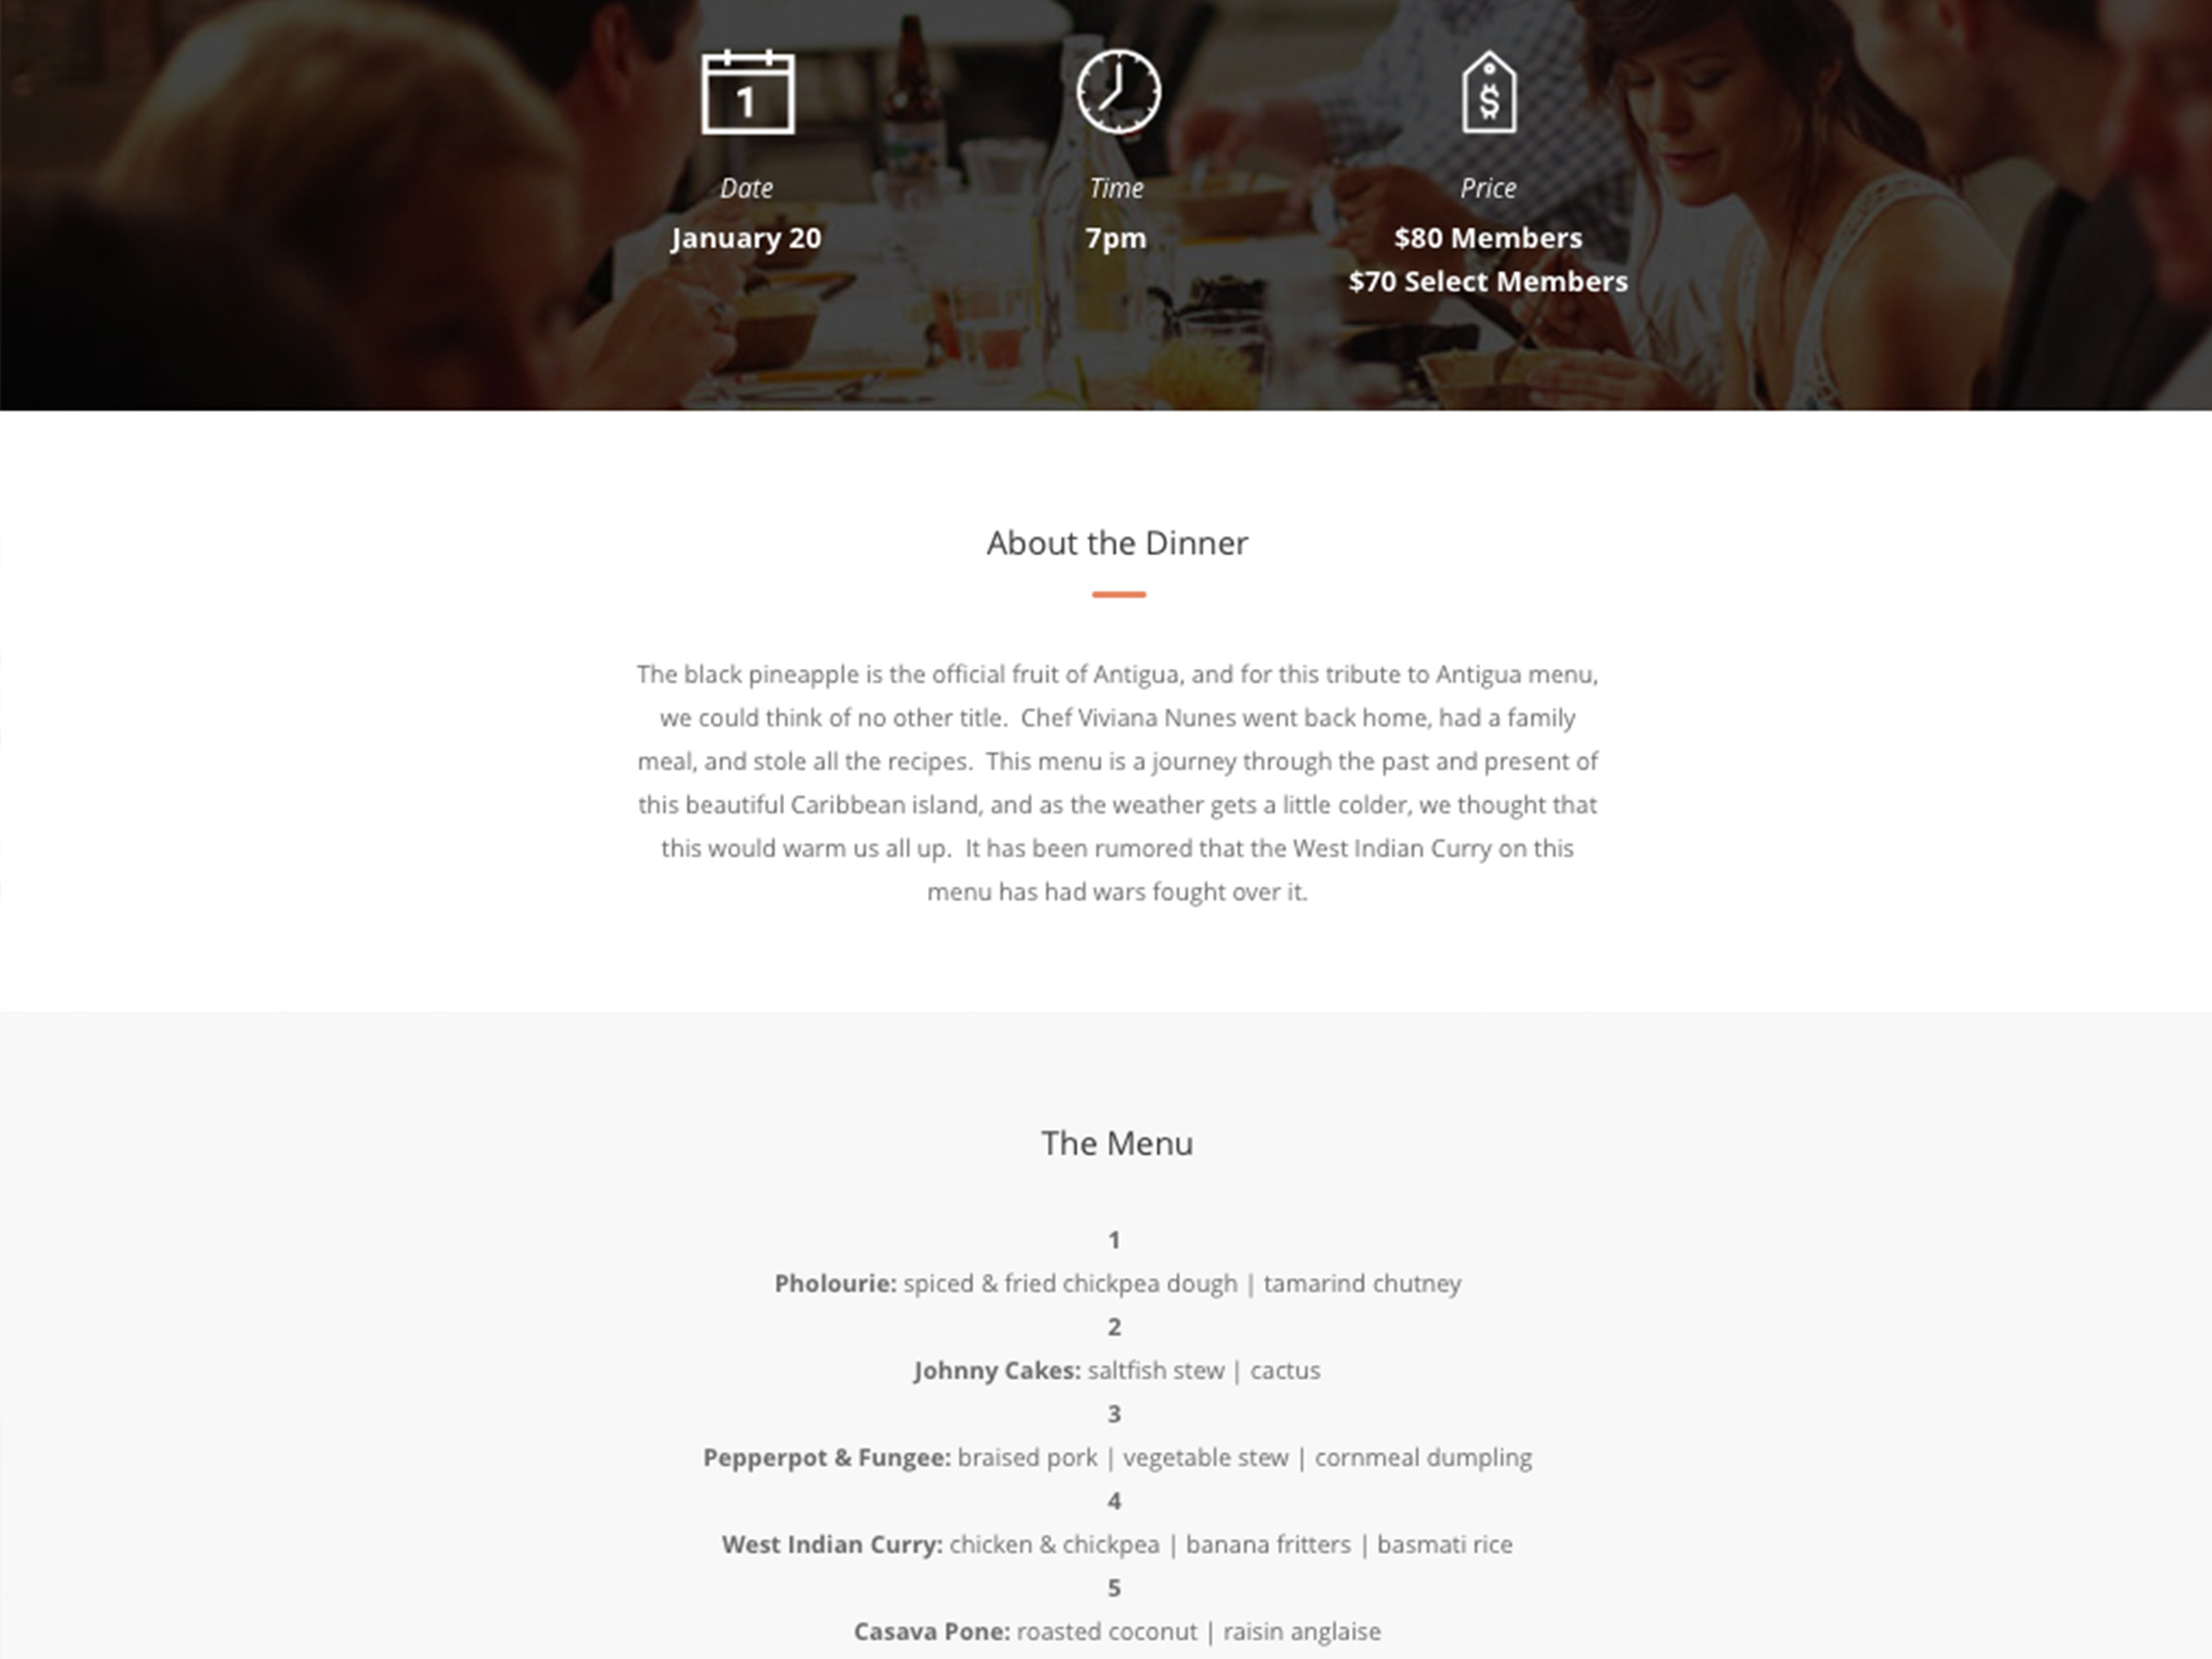 1
$
Date
Time
Price
January 20
7pm
$80 Members
$70 Select Members
About the Dinner
The black pineapple is the official fruit of Antigua, and for this tribute to Antigua menu,
we could think of no other title.  Chef Viviana Nunes went back home, had a family
meal, and stole all the recipes.  This menu is a journey through the past and present of
this beautiful Caribbean island, and as the weather gets a little colder, we thought that
this would warm us all up.  It has been rumored that the West Indian Curry on this
menu has had wars fought over it.
The Menu
1
Pholourie: spiced & fried chickpea dough | tamarind chutney
2
Johnny Cakes: saltfish stew | cactus
3
Pepperpot & Fungee: braised pork | vegetable stew | cornmeal dumpling
4
West Indian Curry: chicken & chickpea | banana fritters | basmati rice
5
Casava Pone: roasted coconut | raisin anglaise